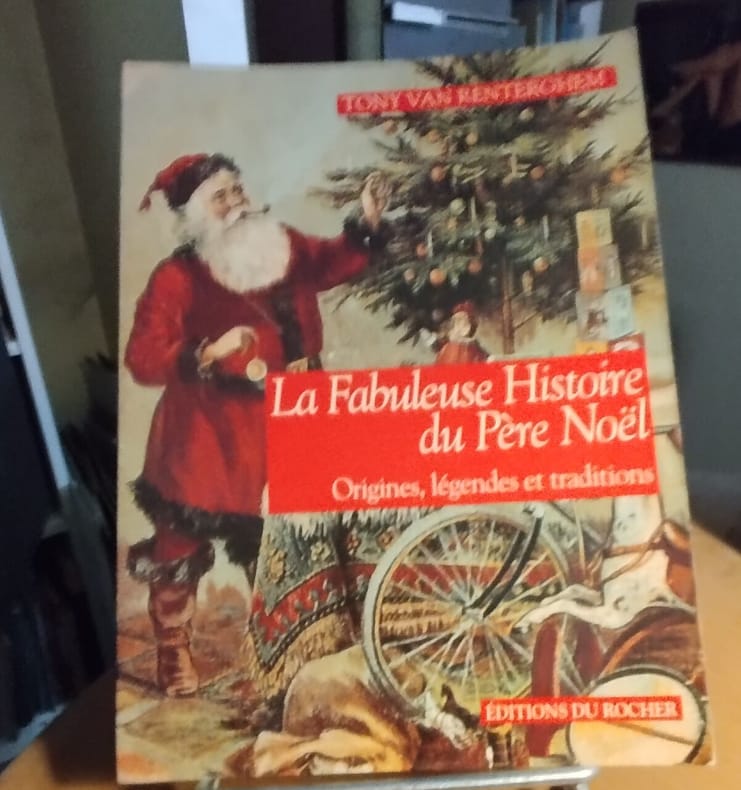 TONY VAN RENTERGHEM
La Fabuleuse Histoire
du Père Noël
Origines, légendes et traditions
ÉDITIONS DU ROCHER